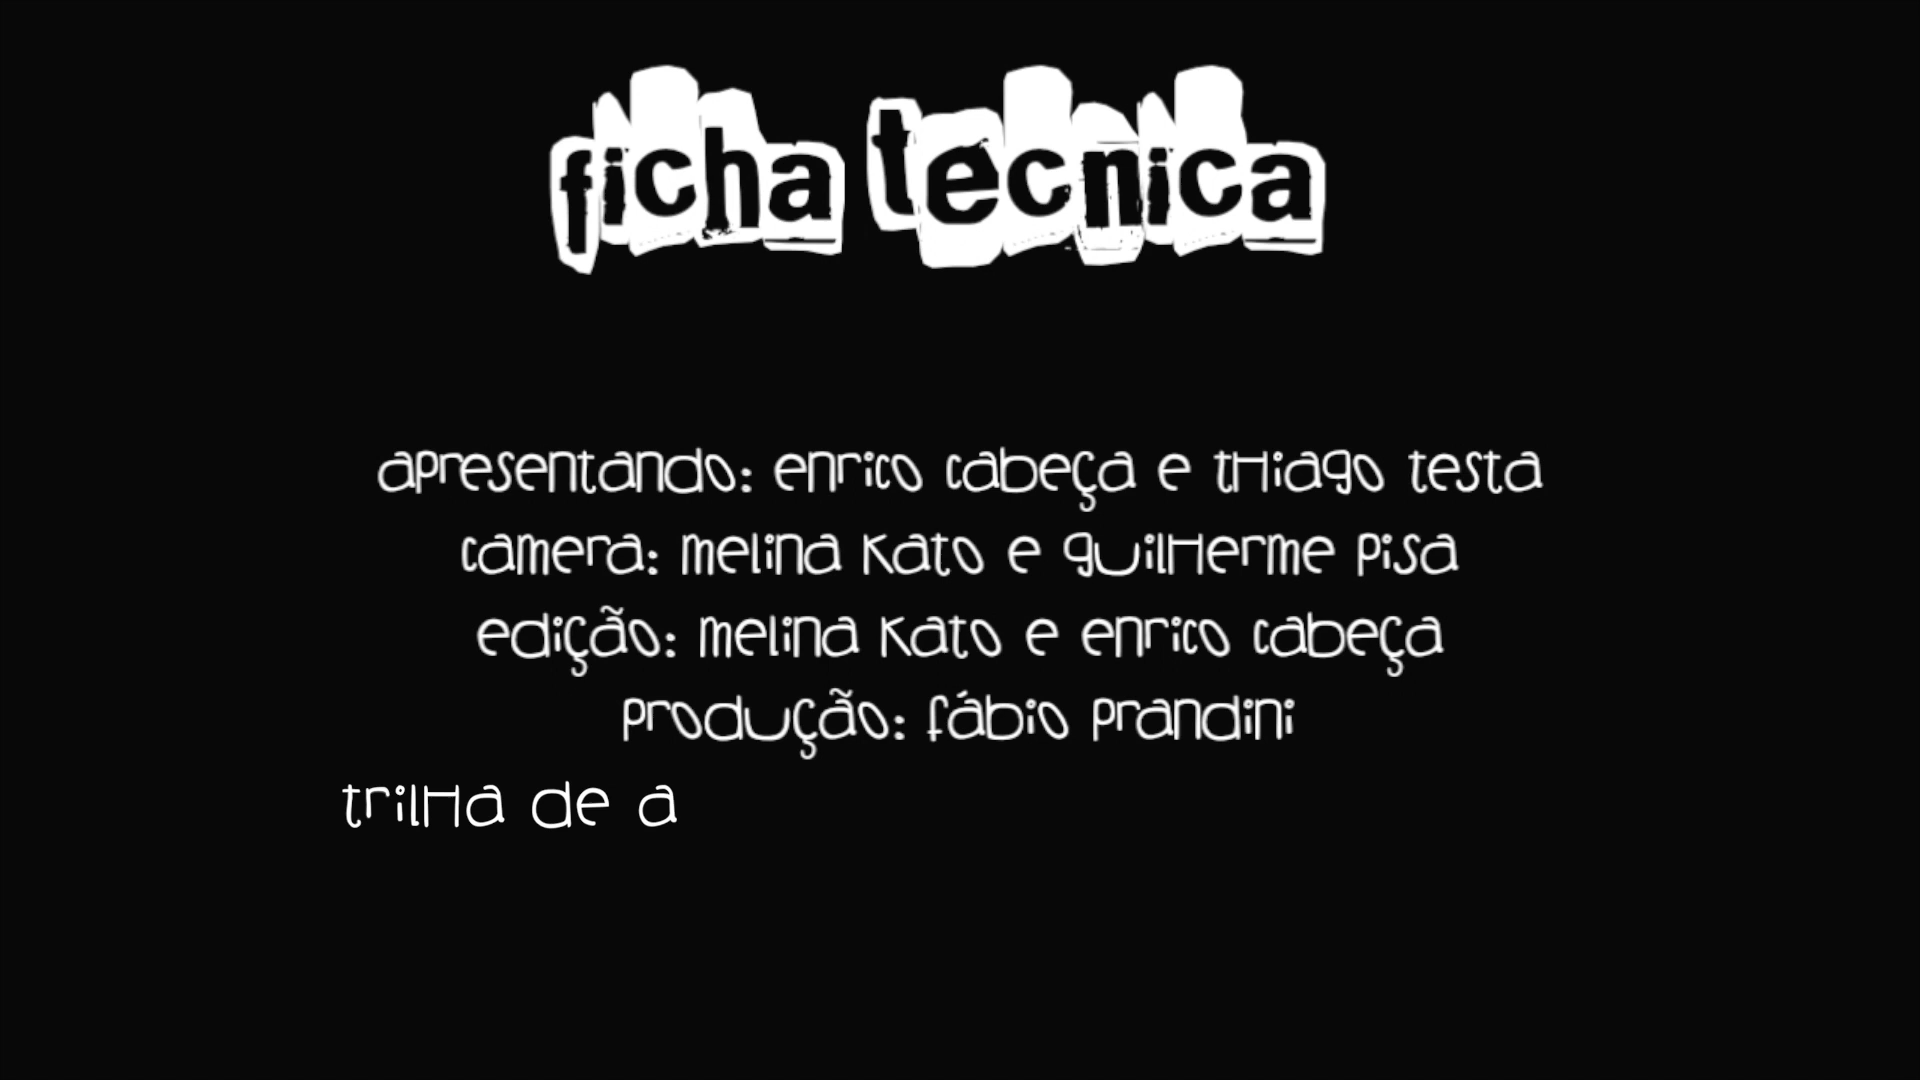 ficha tecnica
apresentando: enrico cabeça e thiago testa
camera: melina kato e guilherme pisa
edição: melina kato e enrico cabeça
produção: fábio prandini
trilha de a